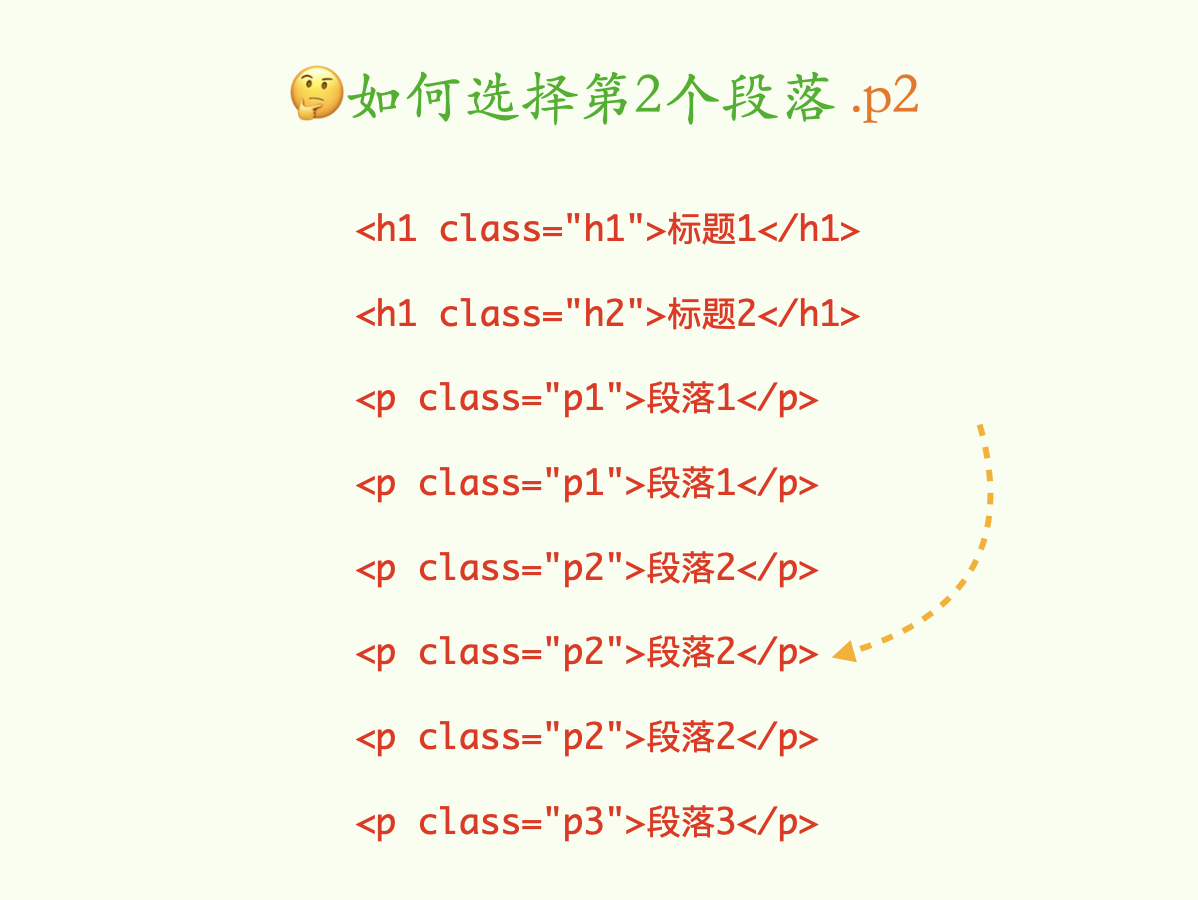 🤔如何选择第2个段落 .p2
<h1 class="h1">标题1</h1>
<h1 class="h2">标题2</h1>
<p class="p1">段落1</p>
<p class="p1">段落1</p>
<p class="p2">段落2</p>
<p class="p2">段落2</p>
<p class="p2">段落2</p>
<p class="p3">段落3</p>